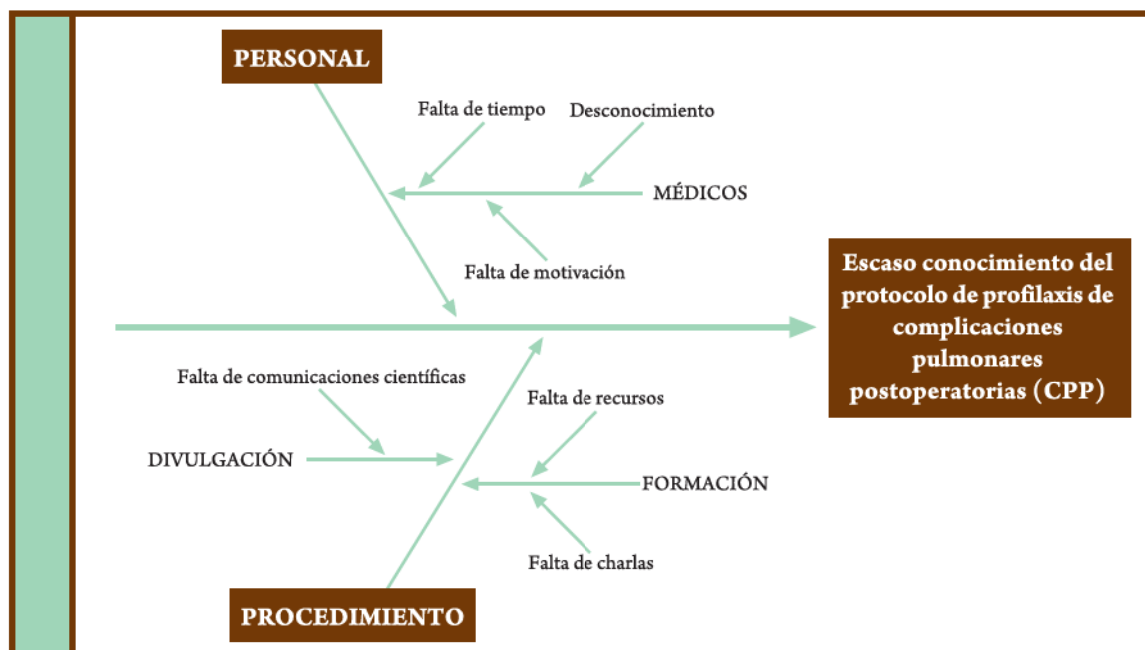 PERSONAL
Falta de tiempo
Desconocimiento
MÉDICOS
Falta de motivación
Escaso conocimiento del
protocolo de profilaxis de
complicaciones
pulmonares
postoperatorias (CPP)
Falta de comunicaciones científicas
Falta de recursos
DIVULGACIÓN
FORMACIÓN
Falta de charlas
PROCEDIMIENTO